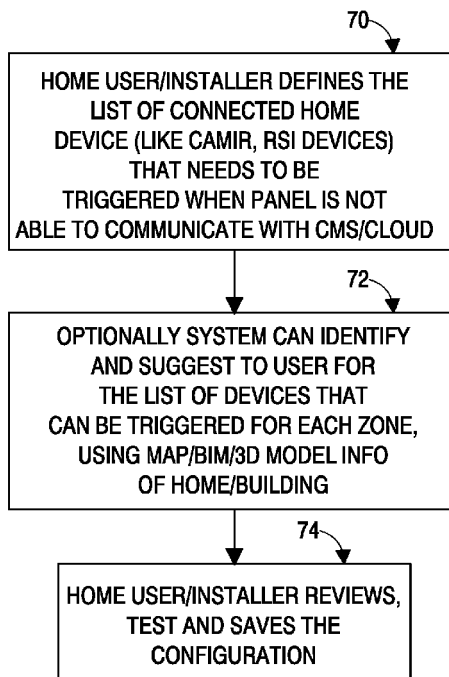 70
HOME USER/INSTALLER DEFINES THE
LIST OF CONNECTED HOME
DEVICE (LIKE CAMIR, RSI DEVICES)
THAT NEEDS TO BE
TRIGGERED WHEN PANEL IS NOT
ABLE TO COMMUNICATE WITH CMS/CLOUD
72
OPTIONALLY SYSTEM CAN IDENTIFY
AND SUGGEST TO USER FOR
THE LIST OF DEVICES THAT
CAN BE TRIGGERED FOR EACH ZONE,
USING MAP/BIM/3D MODEL INFO
OF HOME/BUILDING
74
HOME USER/INSTALLER REVIEWS,
TEST AND SAVES THE
CONFIGURATION